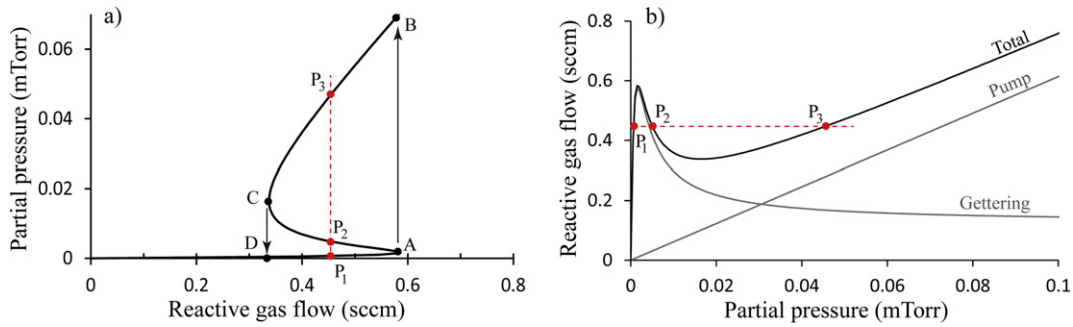 a)
B
0.06
P3
0.04
0.02
C
D
P2
A
P1
0
0 0.2 0.4 0.6 0.8
Partial pressure (mTorr)
Reactive gas flow (sccm)
b)
0.8
Total
0.6
Pump
P2
P3
0.4
P1
0.2
Gettering
0
0 0.02 0.04 0.06 0.08 0.1
Reactive gas flow (sccm)
Partial pressure (mTorr)